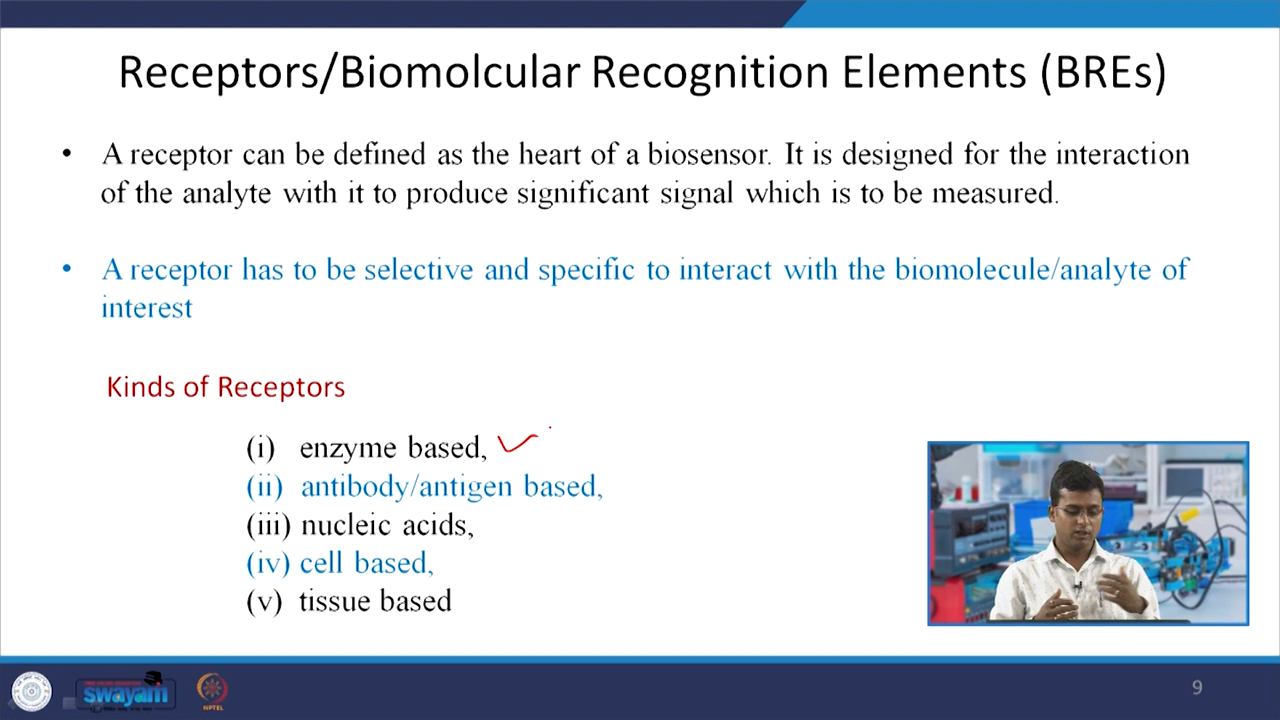 Receptors/Biomolcular Recognition Elements (BREs)
• A receptor can be defined as the heart of a biosensor. It is designed for the interaction
of the analyte with it to produce significant signal which is to be measured.
• A receptor has to be selective and specific to interact with the biomolecule/analyte of
interest
Kinds of Receptors
(i) enzyme based,
(ii) antibody/antigen based,
(iii) nucleic acids,
(iv) cell based,
(v) tissue based
swayam
NPTEL
9